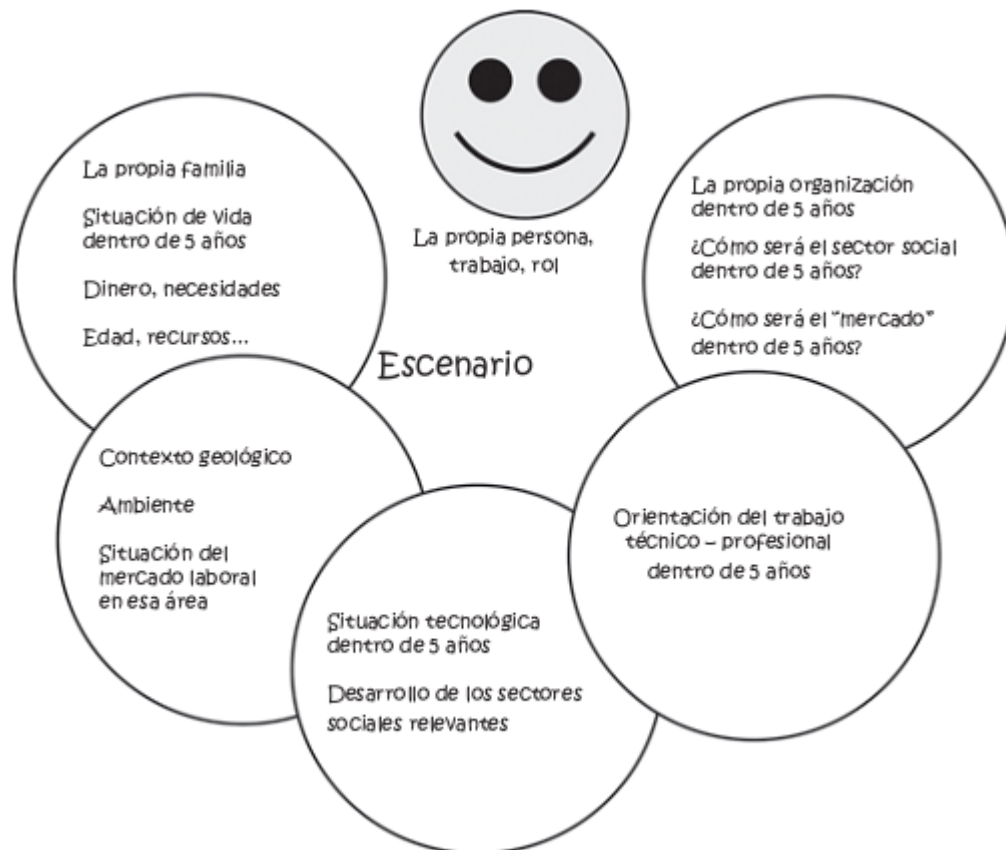 La propia familia
Situación de vida
dentro de 5 años
Dinero, necesidades
Edad, recursos...
La propia persona,
trabajo, rol
La propia organización
dentro de 5 años
¿Cómo será el sector social
dentro de 5 años?
¿Cómo será el "mercado"
dentro de 5 años?
Escenario
Contexto geológico
Ambiente
Situación del
mercado laboral
en esa área
Situación tecnológica
dentro de 5 años
Desarrollo de los sectores
sociales relevantes
Orientación del trabajo
técnico – profesional
dentro de 5 años